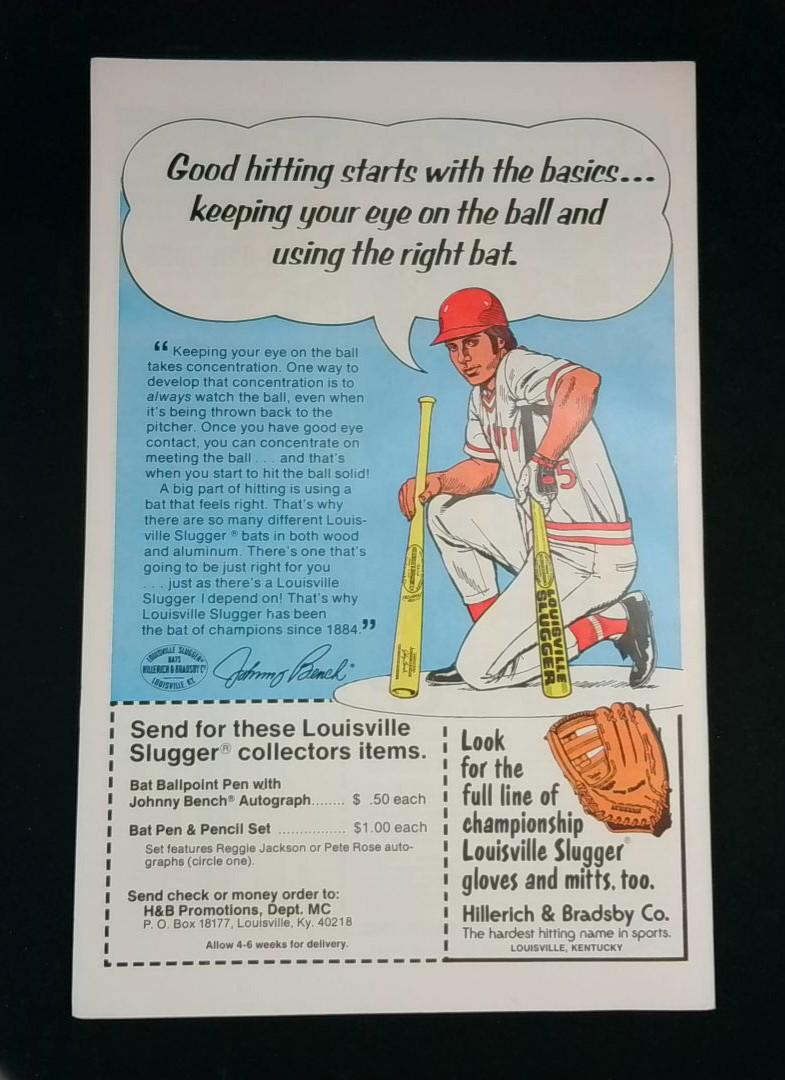 Good hitting starts with the basics...
keeping your eye on the ball and
using the right bat.
“ Keeping your eye on the ball
takes concentration. One way to
develop that concentration is to
always watch the ball, even when
it's being thrown back to the
pitcher. Once you have good eye
contact, you can concentrate on
meeting the ball . . . and that's
when you start to hit the ball solid!
A big part of hitting is using a
bat that feels right. That's why
there are so many different Louis-
ville Slugger ® bats in both wood
and aluminum. There's one that's
going to be just right for you
. . . just as there's a Louisville
Slugger I depend on! That's why
Louisville Slugger has been
the bat of champions since 1884.”
5
LOUISVILLE
SLUGGER
LOUISVILLE SLUGGER
BATS
HILLERICH & BRADSBY Co
LOUISVILLE, KY.
Johnny Bench®
Send for these Louisville
Slugger® collectors items.
Bat Ballpoint Pen with
Johnny Bench® Autograph........ $ .50 each
Bat Pen & Pencil Set ................ $1.00 each
Set features Reggie Jackson or Pete Rose auto-
graphs (circle one).
Send check or money order to:
H&B Promotions, Dept. MC
P. O. Box 18177, Louisville, Ky. 40218
Allow 4-6 weeks for delivery.
Look
for the
full line of
championship
Louisville Slugger®
gloves and mitts, too.
Hillerich & Bradsby Co.
The hardest hitting name in sports.
LOUISVILLE, KENTUCKY